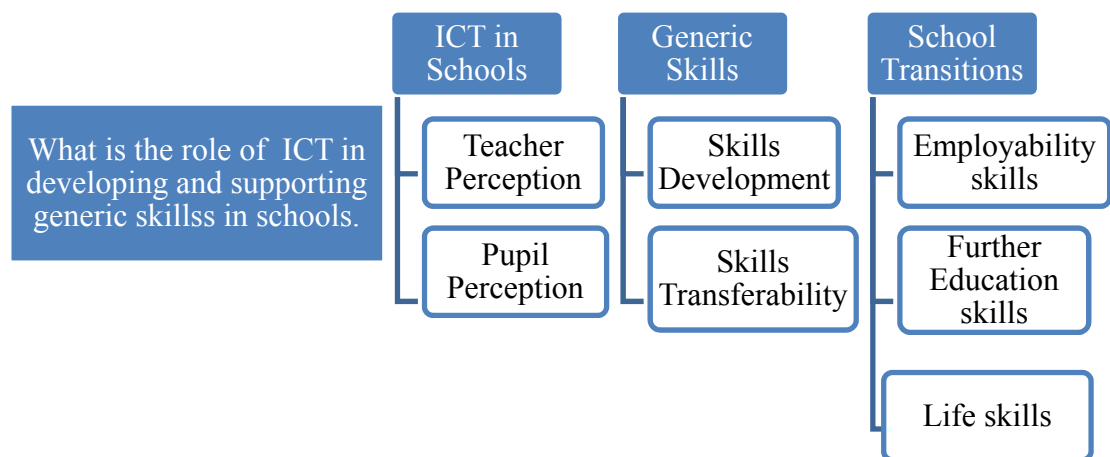 What is the role of ICT in
developing and supporting
generic skillss in schools.
ICT in
Schools
Teacher
Perception
Pupil
Perception
Generic
Skills
Skills
Development
Skills
Transferability
School
Transitions
Employability
skills
Further
Education
skills
Life skills